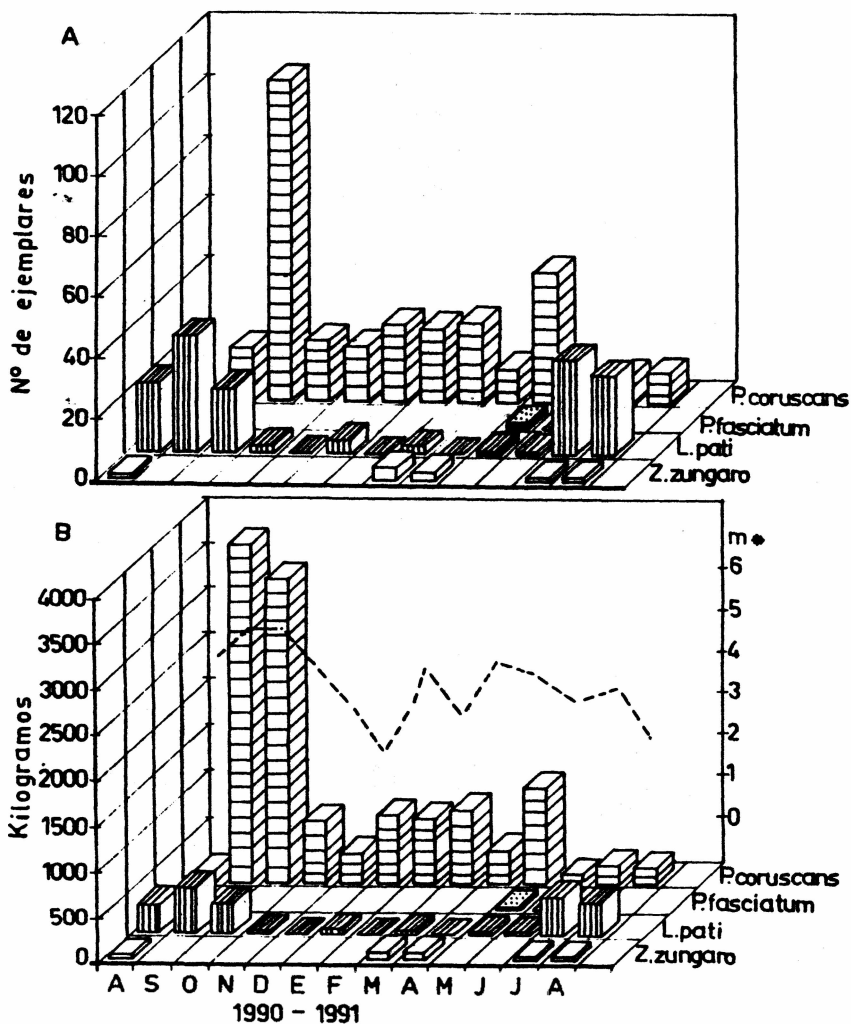 A
Nº de ejemplares
120
100
80
60
40
20
0
P.coruscans
P.fasciatum
L.pati
Z.zungaro
B
Kilogramos
4000
3500
3000
2500
2000
1500
1000
500
0
m*
6
5
4
3
2
1
0
P.coruscans
P.fasciatum
L.pati
Z.zungaro
A S O N D E F M A M J J A
1990 - 1991